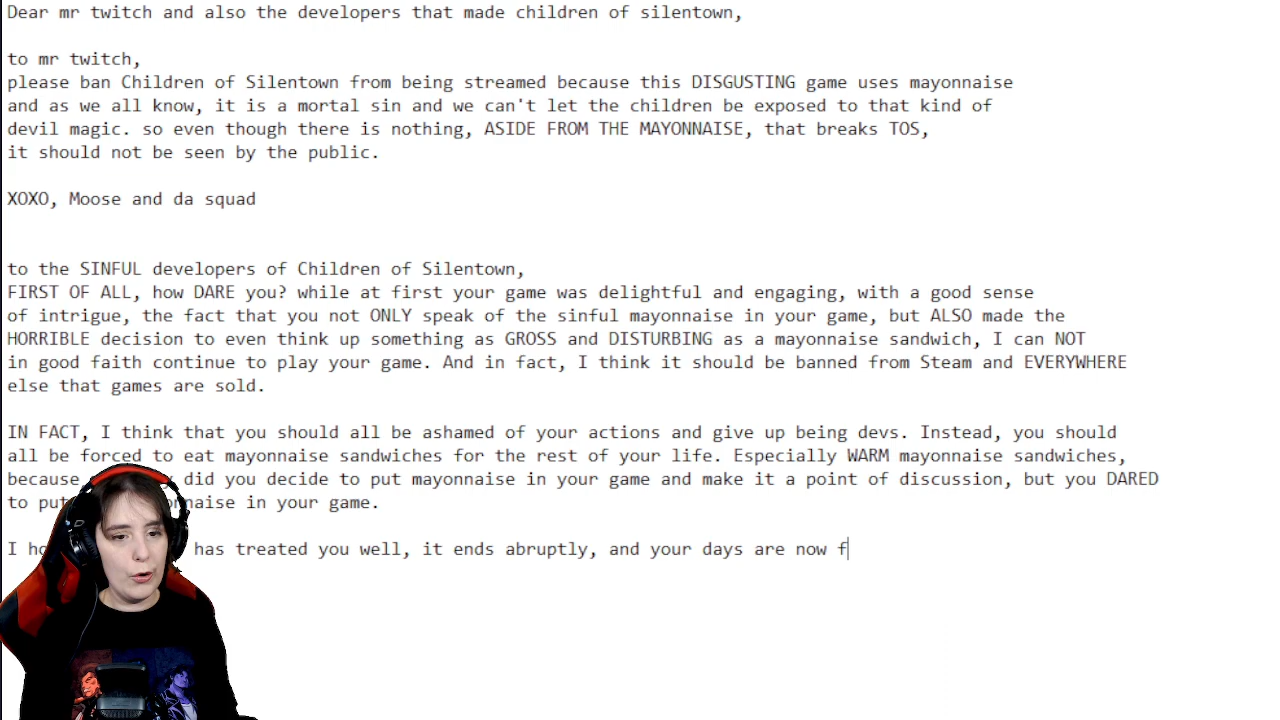 Dear mr twitch and also the developers that made children of silentown,
to mr twitch,
please ban Children of Silentown from being streamed because this DISGUSTING game uses mayonnaise
and as we all know, it is a mortal sin and we can't let the children be exposed to that kind of
devil magic. so even though there is nothing, ASIDE FROM THE MAYONNAISE, that breaks TOS,
it should not be seen by the public.
XOXO, Moose and da squad
to the SINFUL developers of Children of Silentown,
FIRST OF ALL, how DARE you? while at first your game was delightful and engaging, with a good sense
of intrigue, the fact that you not ONLY speak of the sinful mayonnaise in your game, but ALSO made the
HORRIBLE decision to even think up something as GROSS and DISTURBING as a mayonnaise sandwich, I can NOT
in good faith continue to play your game. And in fact, I think it should be banned from Steam and EVERYWHERE
else that games are sold.
IN FACT, I think that you should all be ashamed of your actions and give up being devs. Instead, you should
all be forced to eat mayonnaise sandwiches for the rest of your life. Especially WARM mayonnaise sandwiches,
because did you decide to put mayonnaise in your game and make it a point of discussion, but you DARED
to put in your game.
I has treated you well, it ends abruptly, and your days are now f